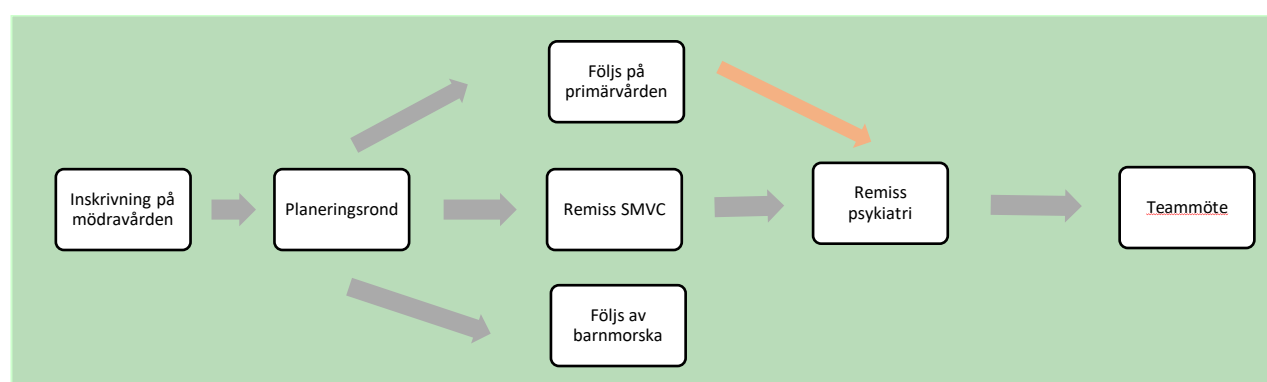 Inskrivning på
mödravården
Planeringsrond
Följs på
primärvården
Remiss SMVC
Följs av
barnmorska
Remiss
psykiatri
Teammöte